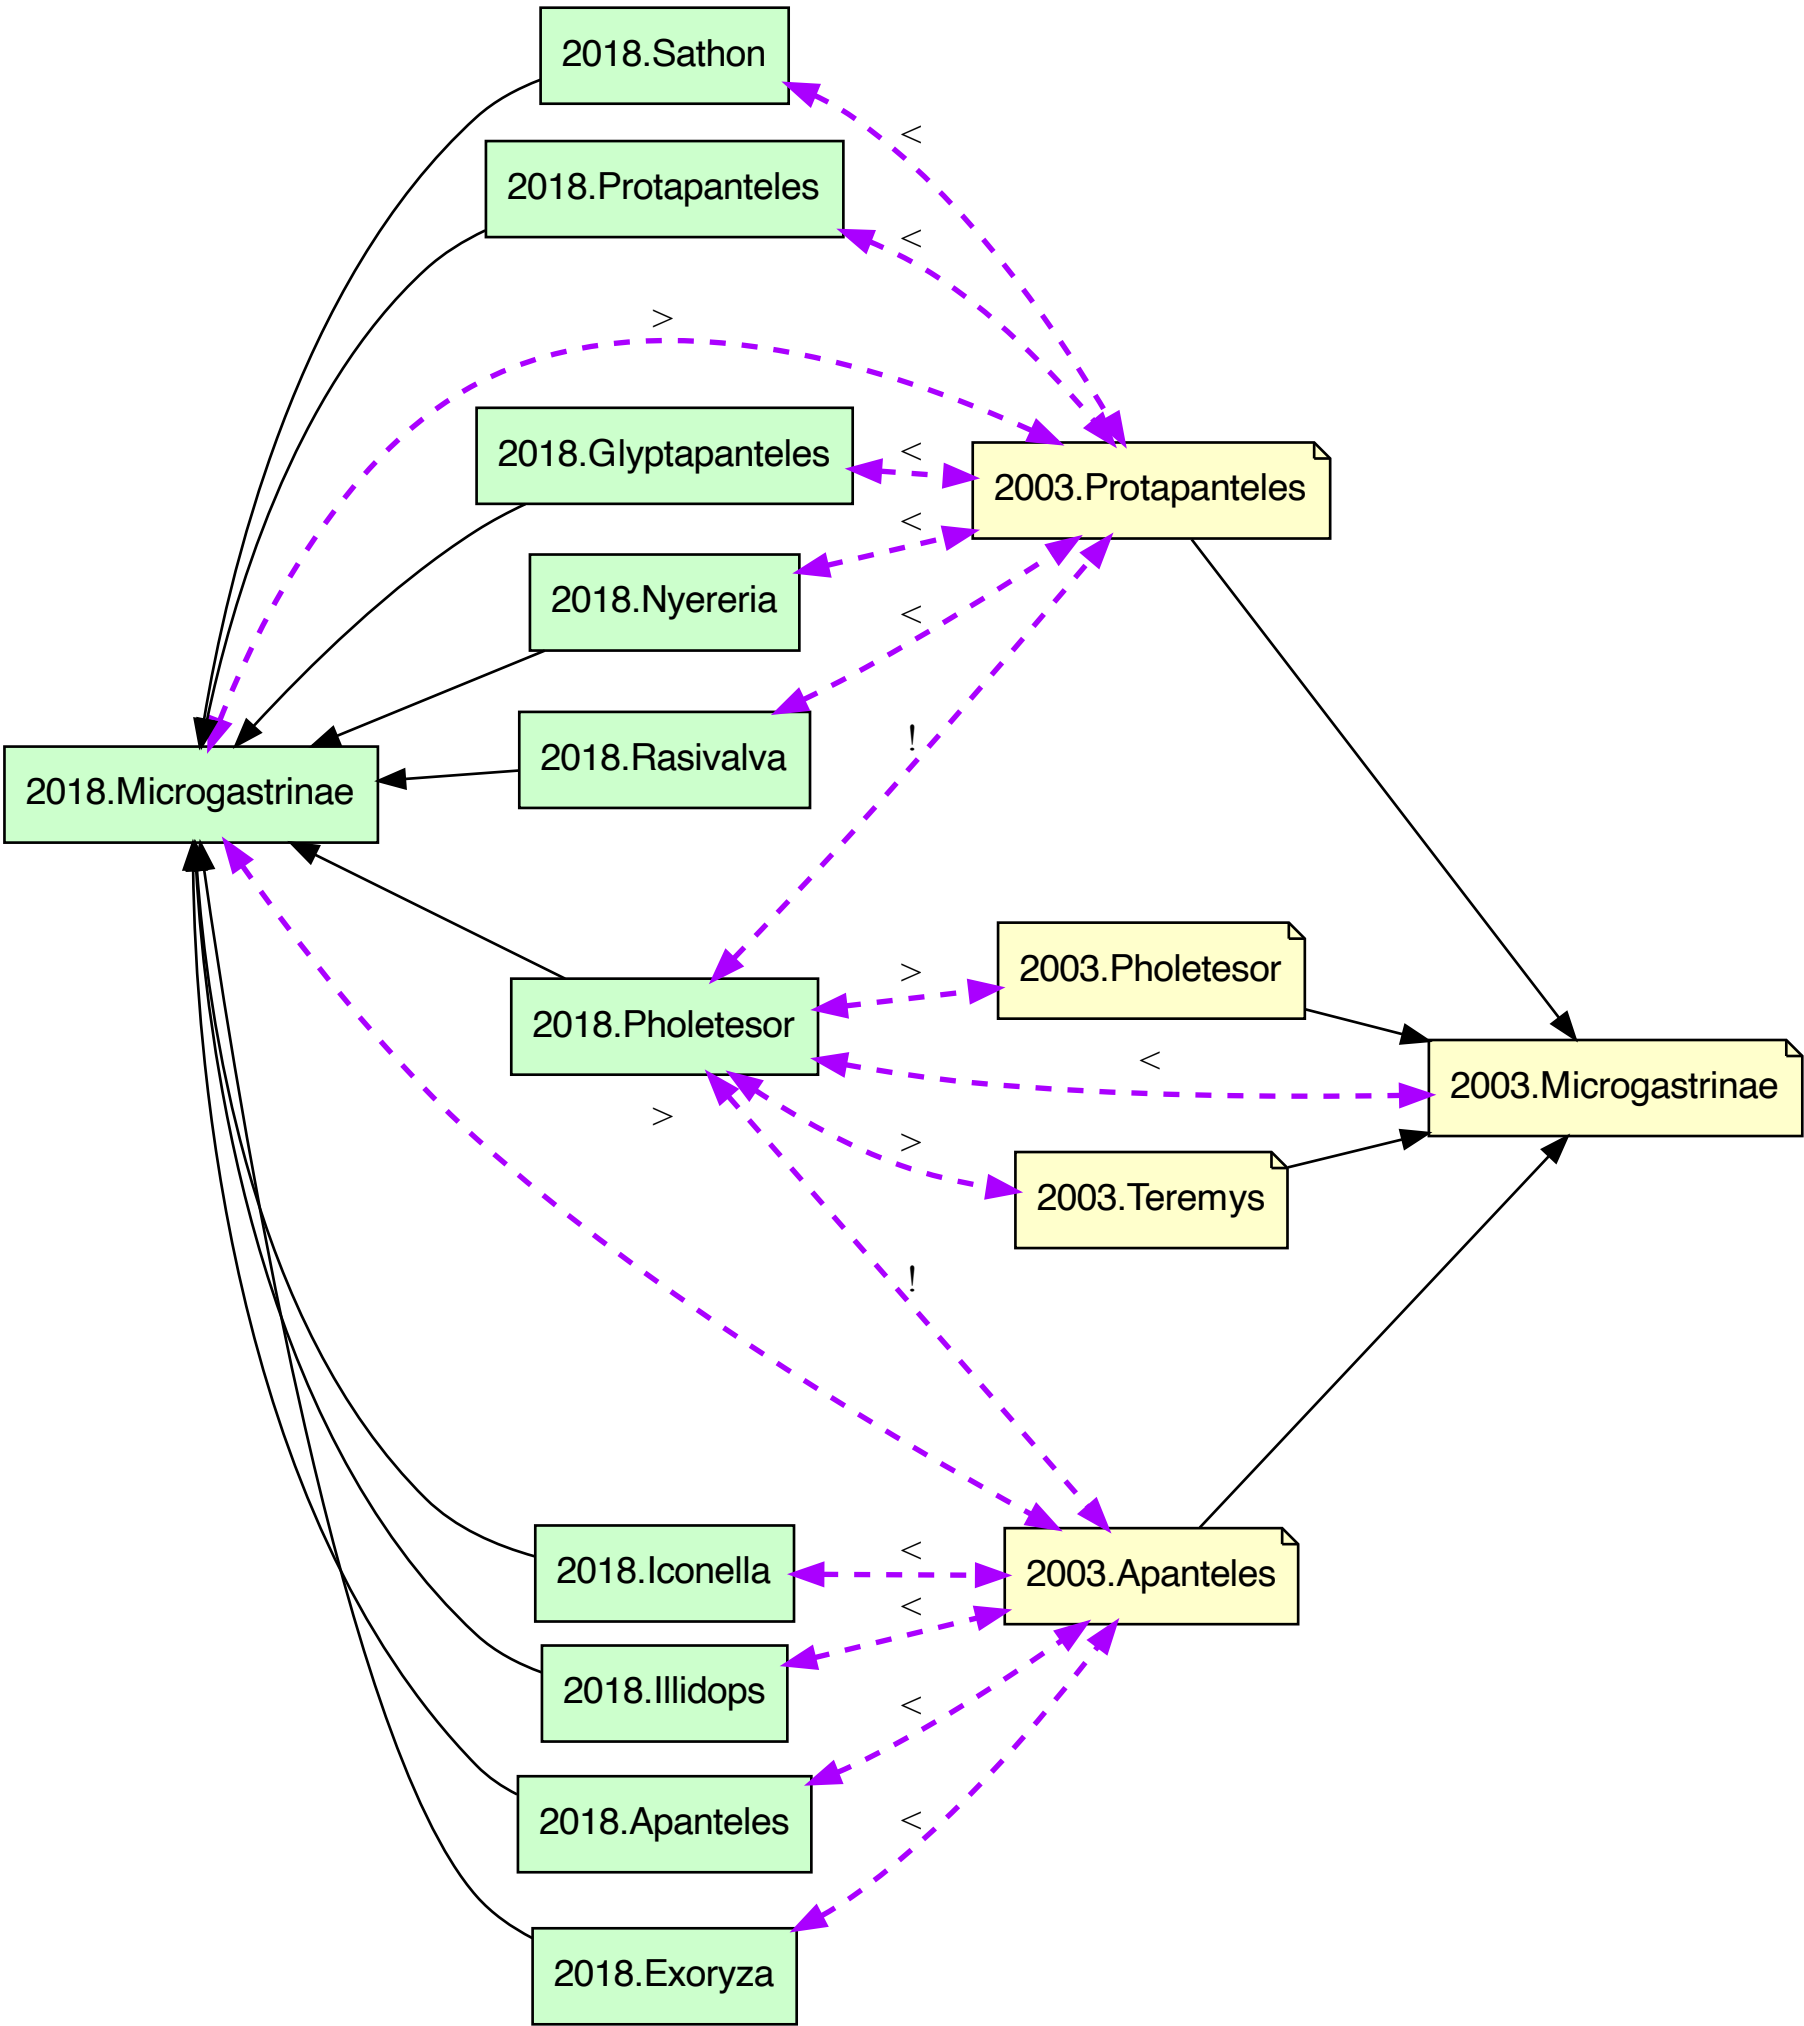 2018.Sathon
<
2018.Protapanteles
<
>
2018.Glyptapanteles
<
2003.Protapanteles
<
2018.Nyereria
<
2018.Rasivalva
!
2018.Microgastrinae
>
2003.Pholetesor
2018.Pholetesor
<
2003.Microgastrinae
>
>
2003.Teremys
!
<
2018.Iconella
2003.Apanteles
<
2018.Illidops
<
2018.Apanteles
<
2018.Exoryza